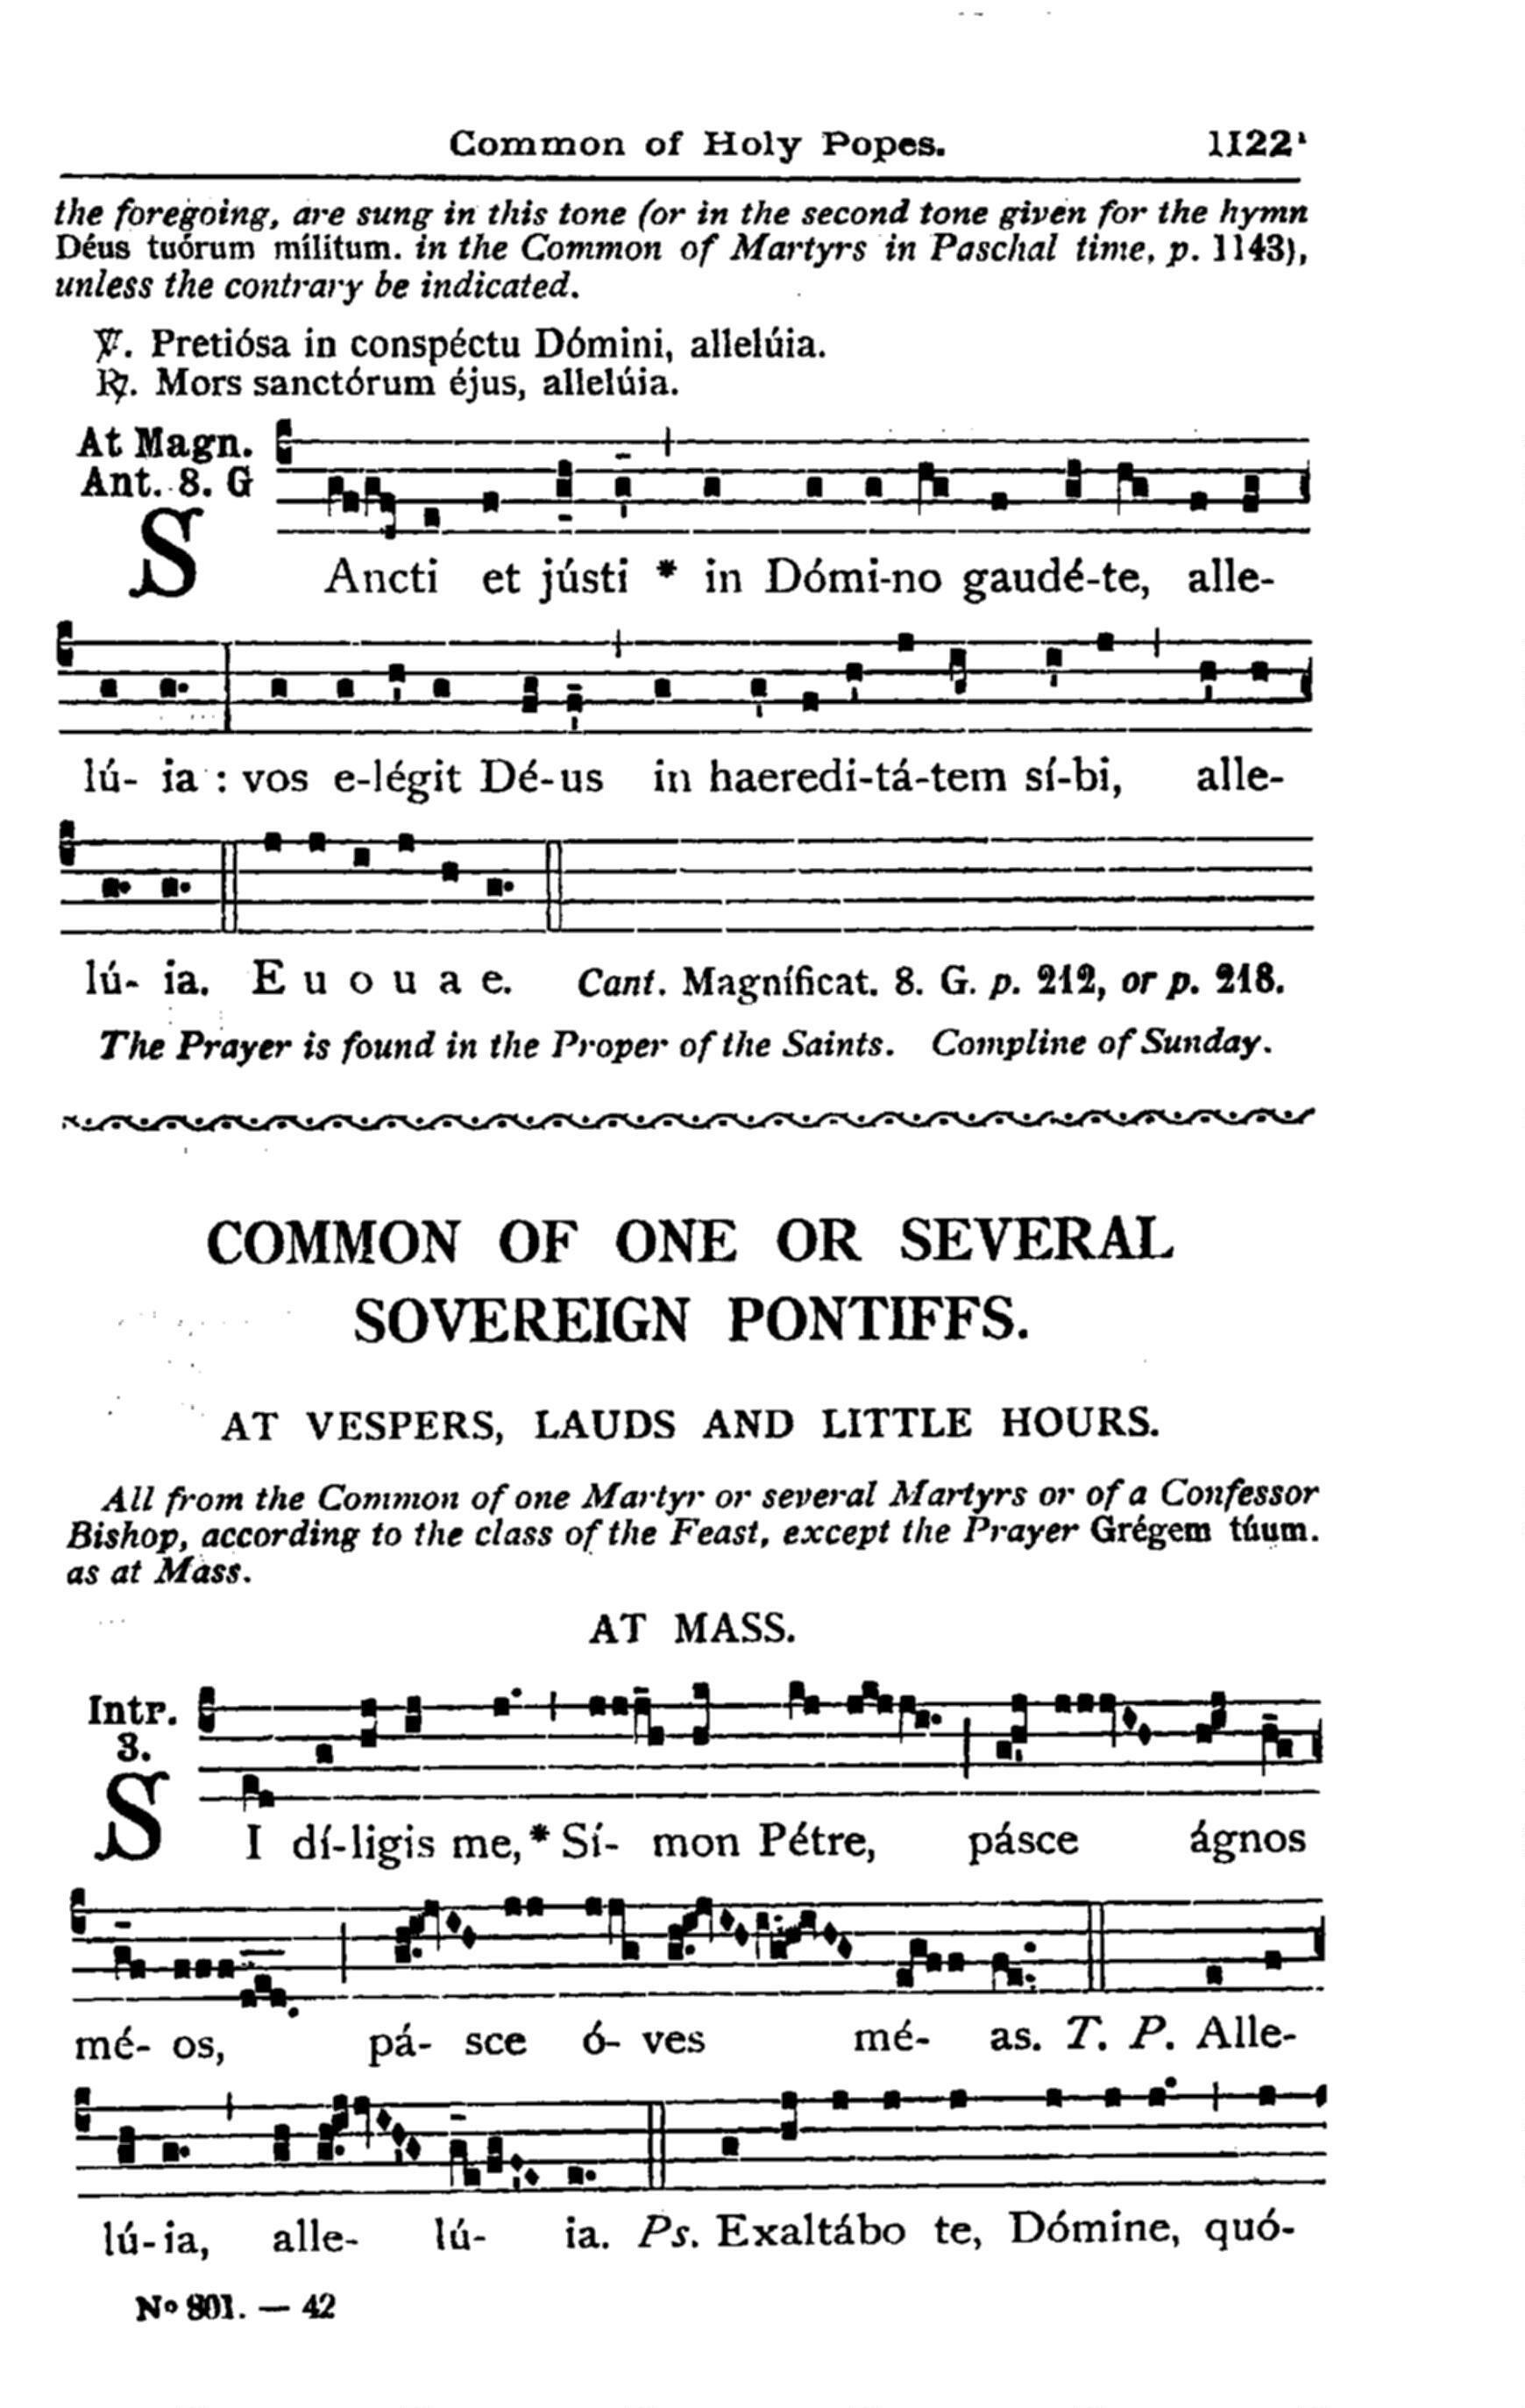 Common of Holy Popes. 1122¹
the foregoing, are sung in this tone (or in the second tone given for the hymn
Déus tuórum mílitum. in the Common of Martyrs in Paschal time, p. 1143),
unless the contrary be indicated.
℣. Pretiósa in conspéctu Dómini, allelúia.
℟. Mors sanctórum éjus, allelúia.
At Magn.
Ant. 8. G
SAncti et jústi * in Dómi-no gaudé-te, alle-
lú- ia : vos e-légit Dé-us in haeredi-tá-tem sí-bi, alle-
lú- ia. E u o u a e. Cant. Magníficat. 8. G. p. 212, or p. 218.
The Prayer is found in the Proper of the Saints. Compline of Sunday.
COMMON OF ONE OR SEVERAL
SOVEREIGN PONTIFFS.
AT VESPERS, LAUDS AND LITTLE HOURS.
All from the Common of one Martyr or several Martyrs or of a Confessor
Bishop, according to the class of the Feast, except the Prayer Grégem túum.
as at Mass.
AT MASS.
Intr.
3.
SI dí-ligis me, * Sí- mon Pétre, pásce ágnos
mé- os, pá- sce ó- ves mé- as. T. P. Alle-
lú-ia, alle- lú- ia. Ps. Exaltábo te, Dómine, quó-
Nº 801. — 42